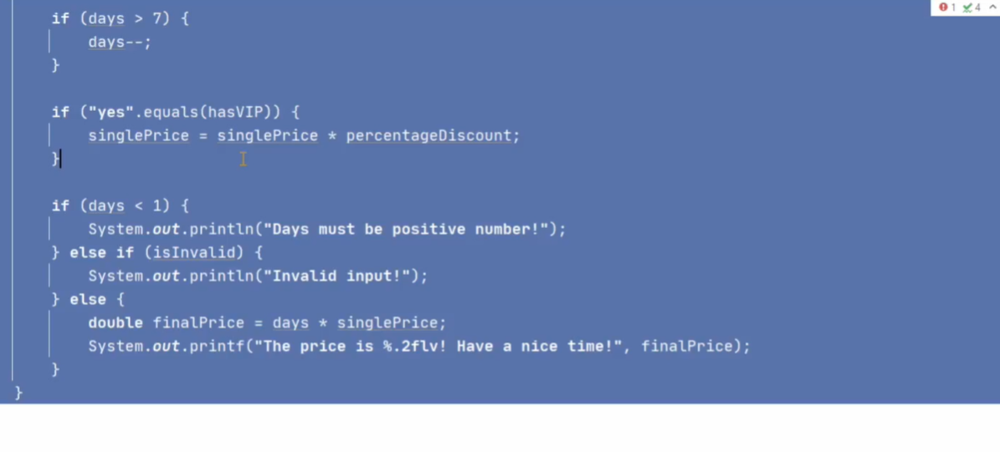 if (days > 7) {
days--;
}
if ("yes".equals(hasVIP)) {
singlePrice = singlePrice * percentageDiscount;
}
if (days < 1) {
System.out.println("Days must be positive number!");
} else if (isInvalid) {
System.out.println("Invalid input!");
} else {
double finalPrice = days * singlePrice;
System.out.printf("The price is %.2flv! Have a nice time!", finalPrice);
}
}
1 4